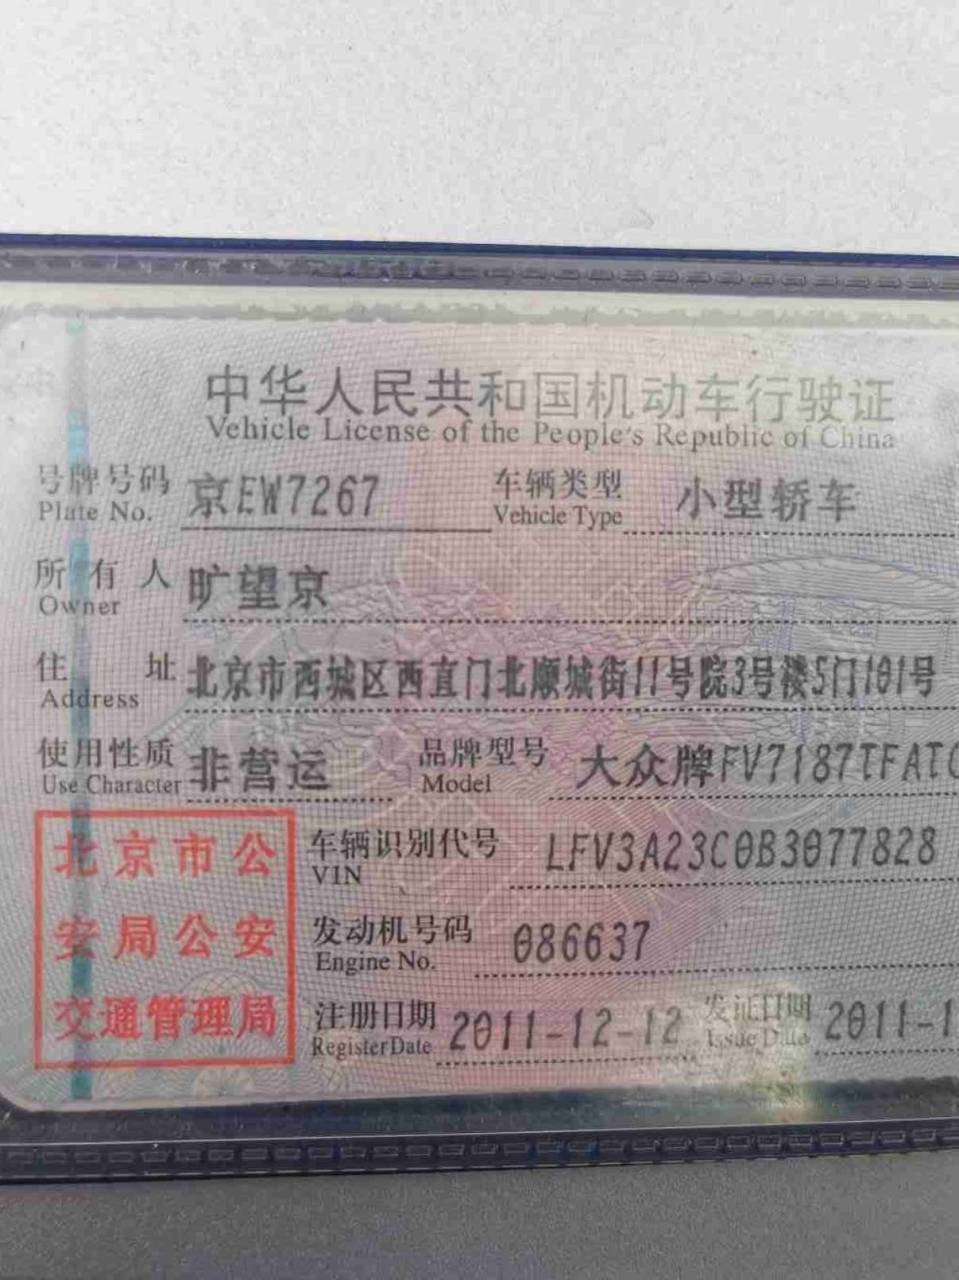 中华人民共和国机动车行驶证
Vehicle License of the People's Republic of China
号牌号码 京EW7267 车辆类型 小型轿车
Plate No. Vehicle Type
所有人 旷望京
Owner
住址 北京市西城区西直门北顺城街11号院3号楼5门101号
Address
使用性质 非营运 品牌型号 大众牌FV7187TFATC
Use Character Model
北京市公
安局公安
交通管理局
车辆识别代号 LFV3A23C0B3077828
VIN
发动机号码 086637
Engine No.
注册日期 2011-12-12 发证日期 2011-1
Register Date Issue Date